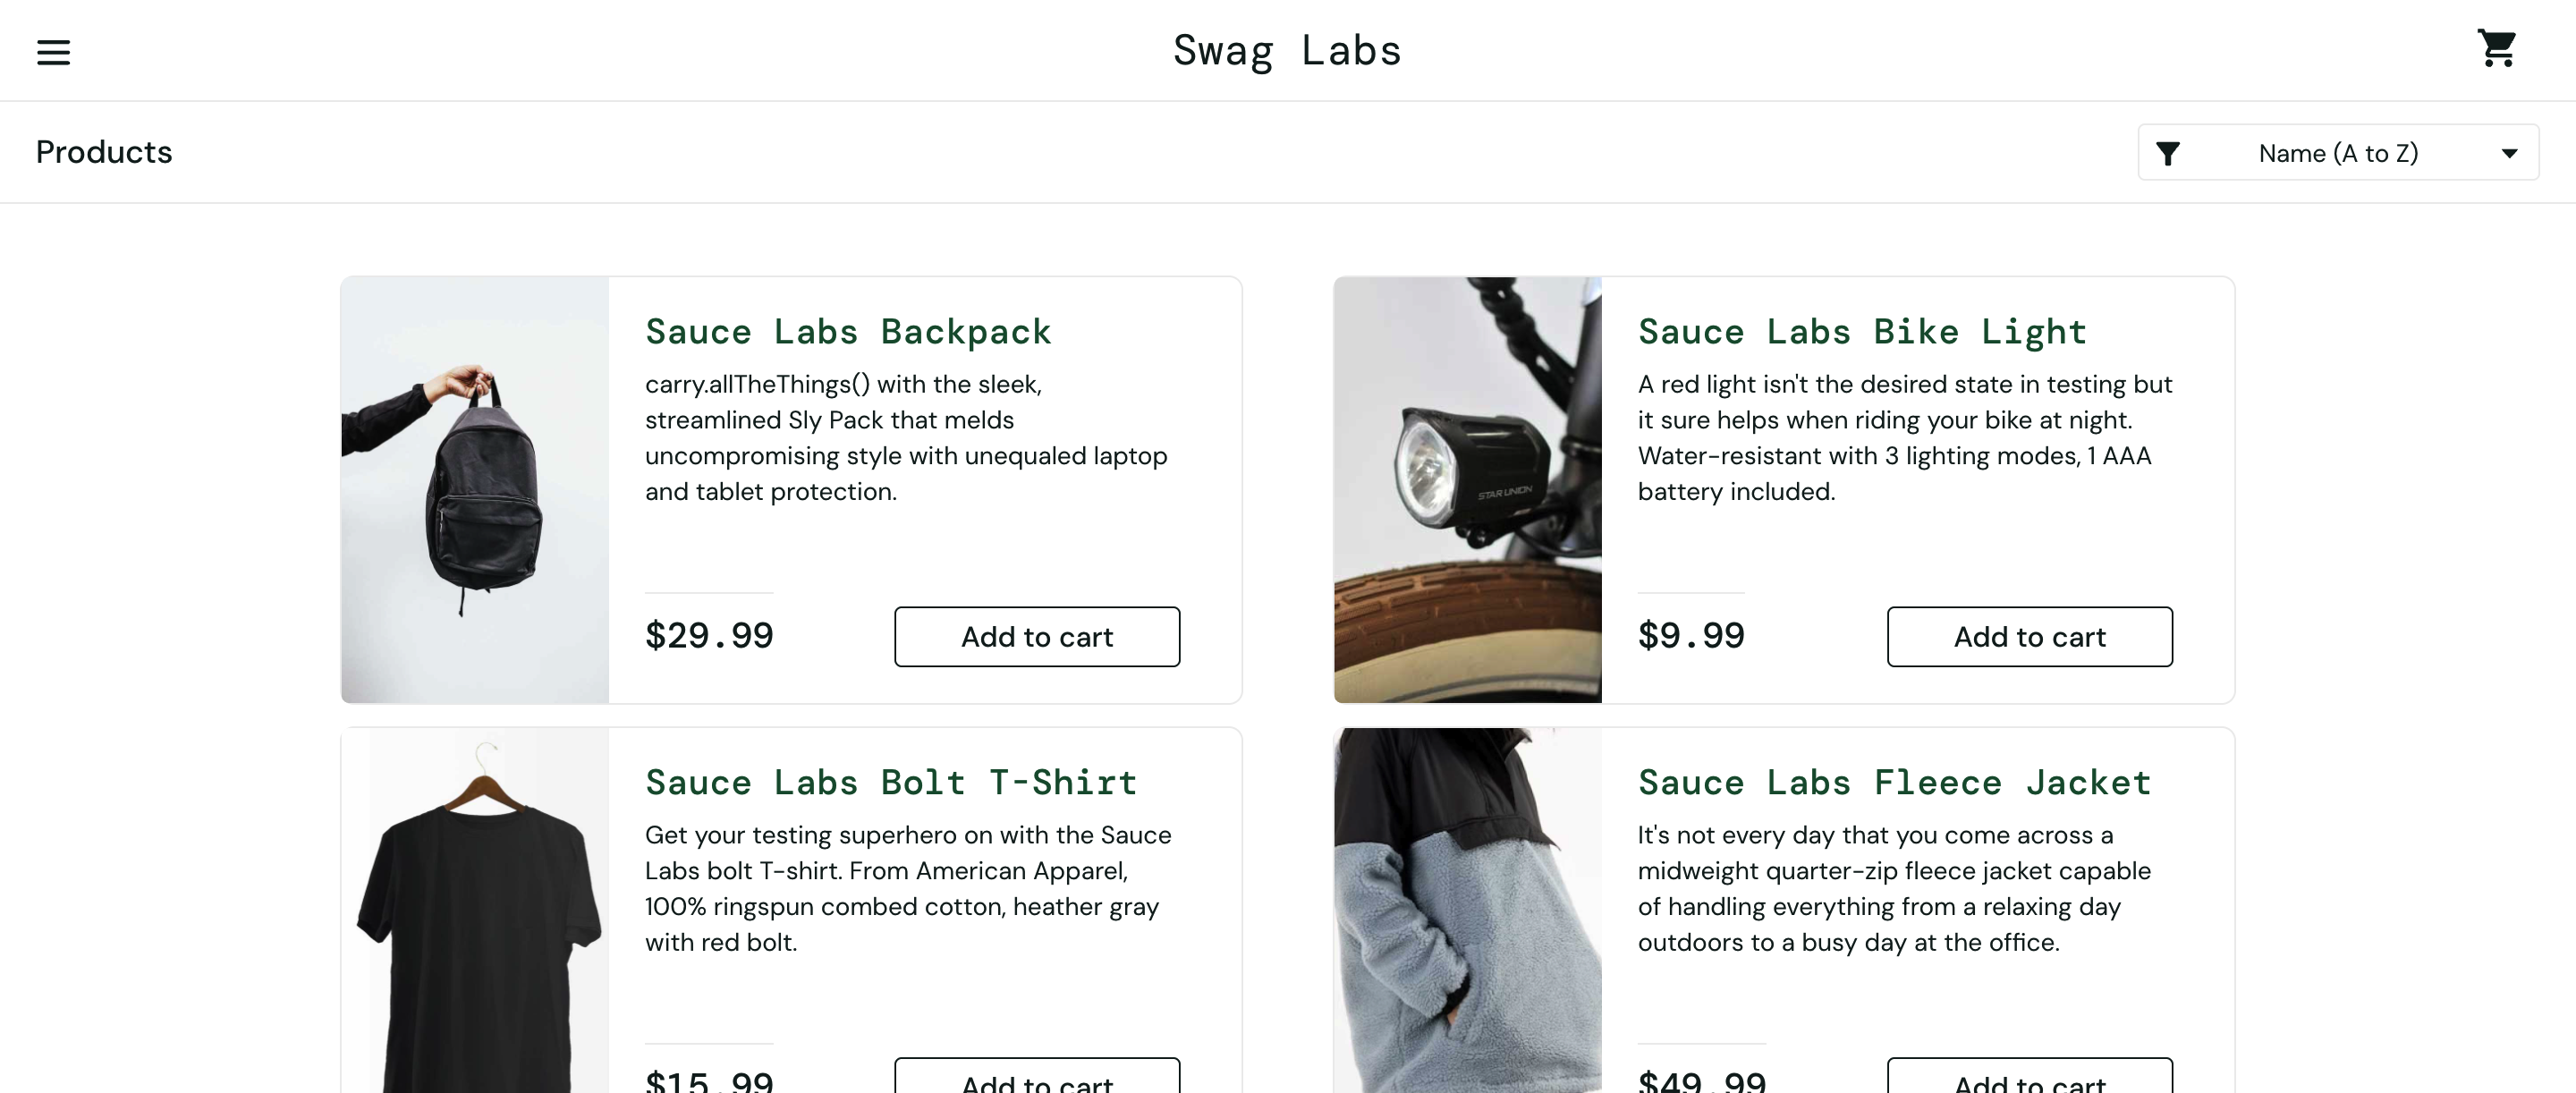 Swag Labs
Products
Name (A to Z)
Sauce Labs Backpack
carry.allTheThings() with the sleek,
streamlined Sly Pack that melds
uncompromising style with unequaled laptop
and tablet protection.
$29.99
Add to cart
STAR UNION
Sauce Labs Bike Light
A red light isn't the desired state in testing but
it sure helps when riding your bike at night.
Water-resistant with 3 lighting modes, 1 AAA
battery included.
$9.99
Add to cart
Sauce Labs Bolt T-Shirt
Get your testing superhero on with the Sauce
Labs bolt T-shirt. From American Apparel,
100% ringspun combed cotton, heather gray
with red bolt.
$15.99
Add to cart
Sauce Labs Fleece Jacket
It's not every day that you come across a
midweight quarter-zip fleece jacket capable
of handling everything from a relaxing day
outdoors to a busy day at the office.
$49.99
Add to cart